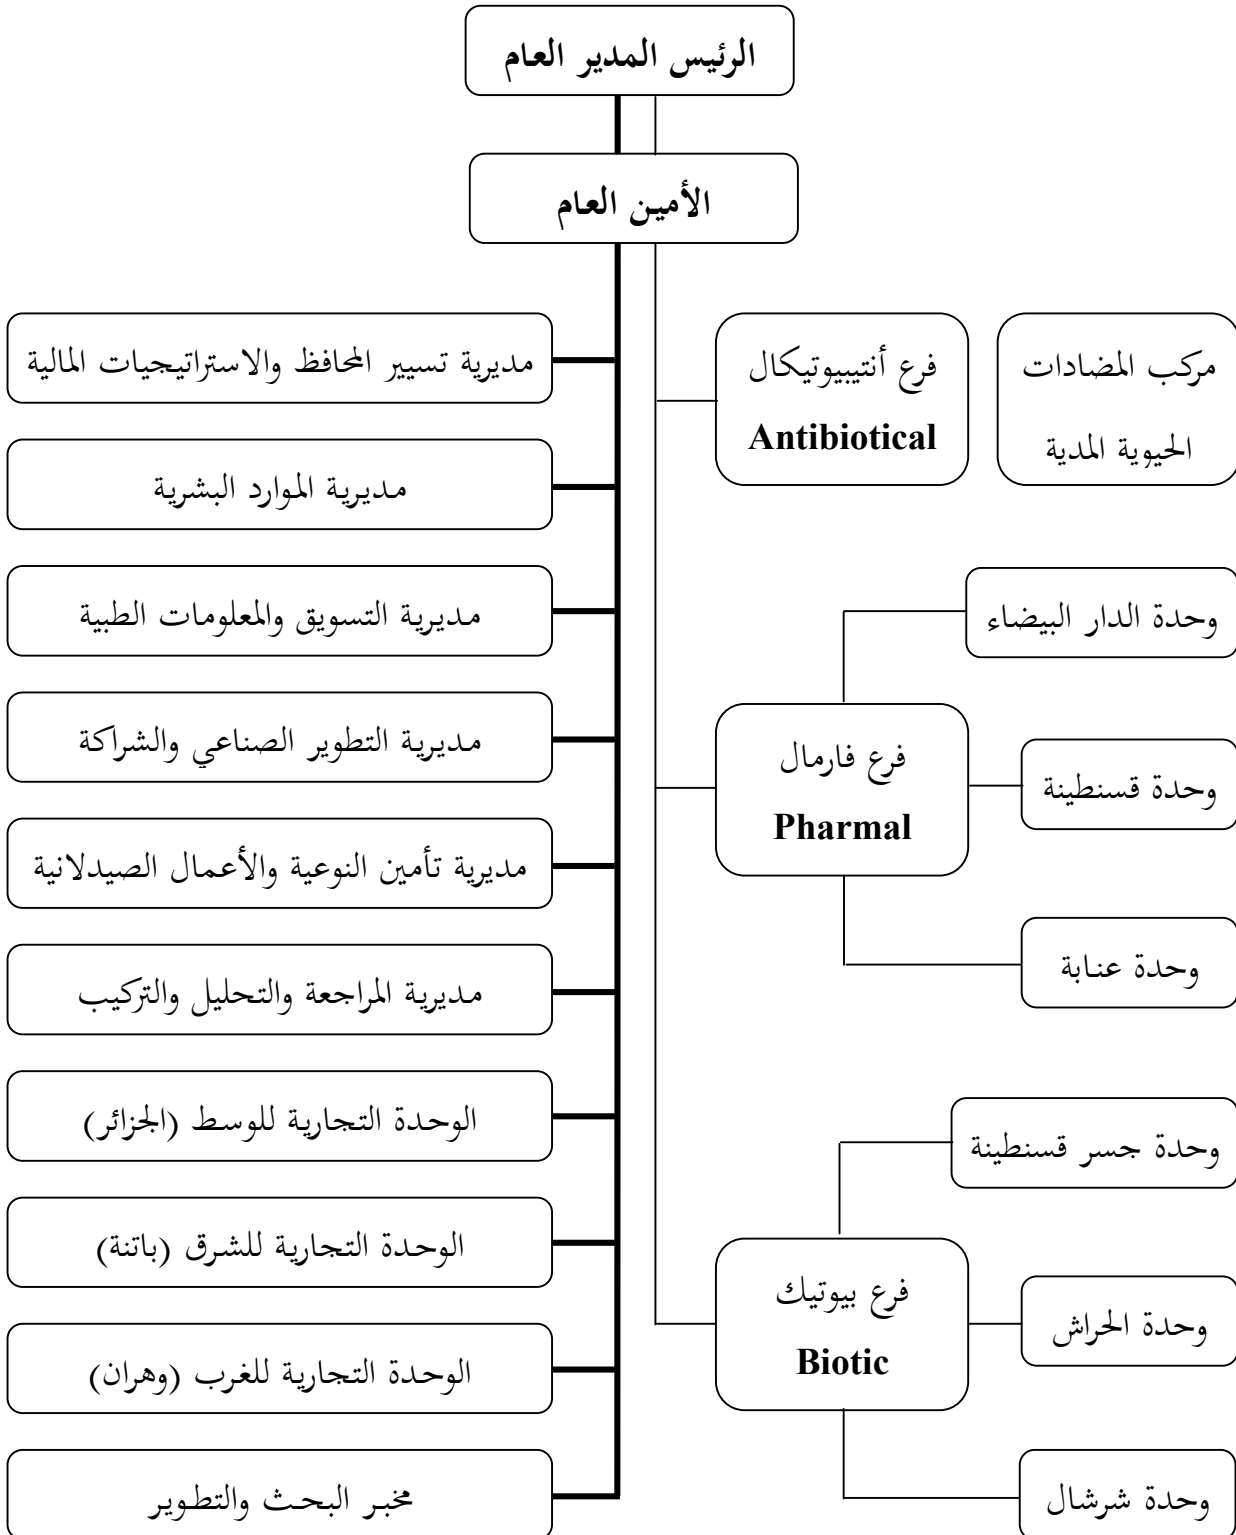 الرئيس المدير العام
الأمين العام
مركب المضادات
الحيوية المدية
فرع أنتيبيوتيكال
Antibiotical
مديرية تسيير المحافظ والاستراتيجيات المالية
مديرية الموارد البشرية
وحدة الدار البيضاء
مديرية التسويق والمعلومات الطبية
وحدة قسنطينة
فرع فارمال
Pharmal
مديرية التطوير الصناعي والشراكة
مديرية تأمين النوعية والأعمال الصيدلانية
وحدة عنابة
مديرية المراجعة والتحليل والتركيب
وحدة جسر قسنطينة
الوحدة التجارية للوسط (الجزائر)
الوحدة التجارية للشرق (باتنة)
وحدة الحراش
فرع بيوتيك
Biotic
الوحدة التجارية للغرب (وهران)
وحدة شرشال
مخبر البحث والتطوير